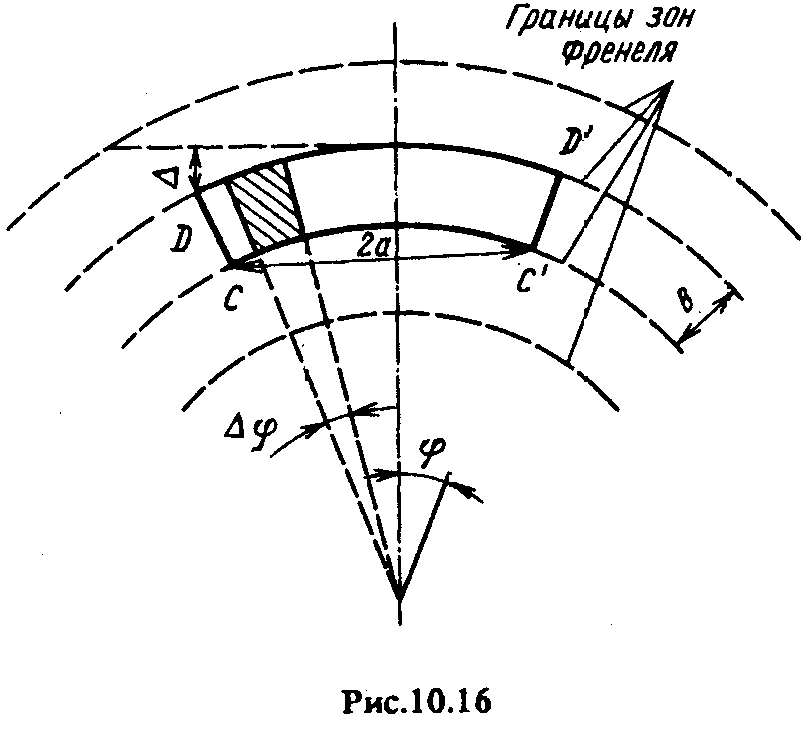 Границы зон
Френеля
Δ
D'
D
2a
C
C'
в
Δφ
φ
Рис.10.16